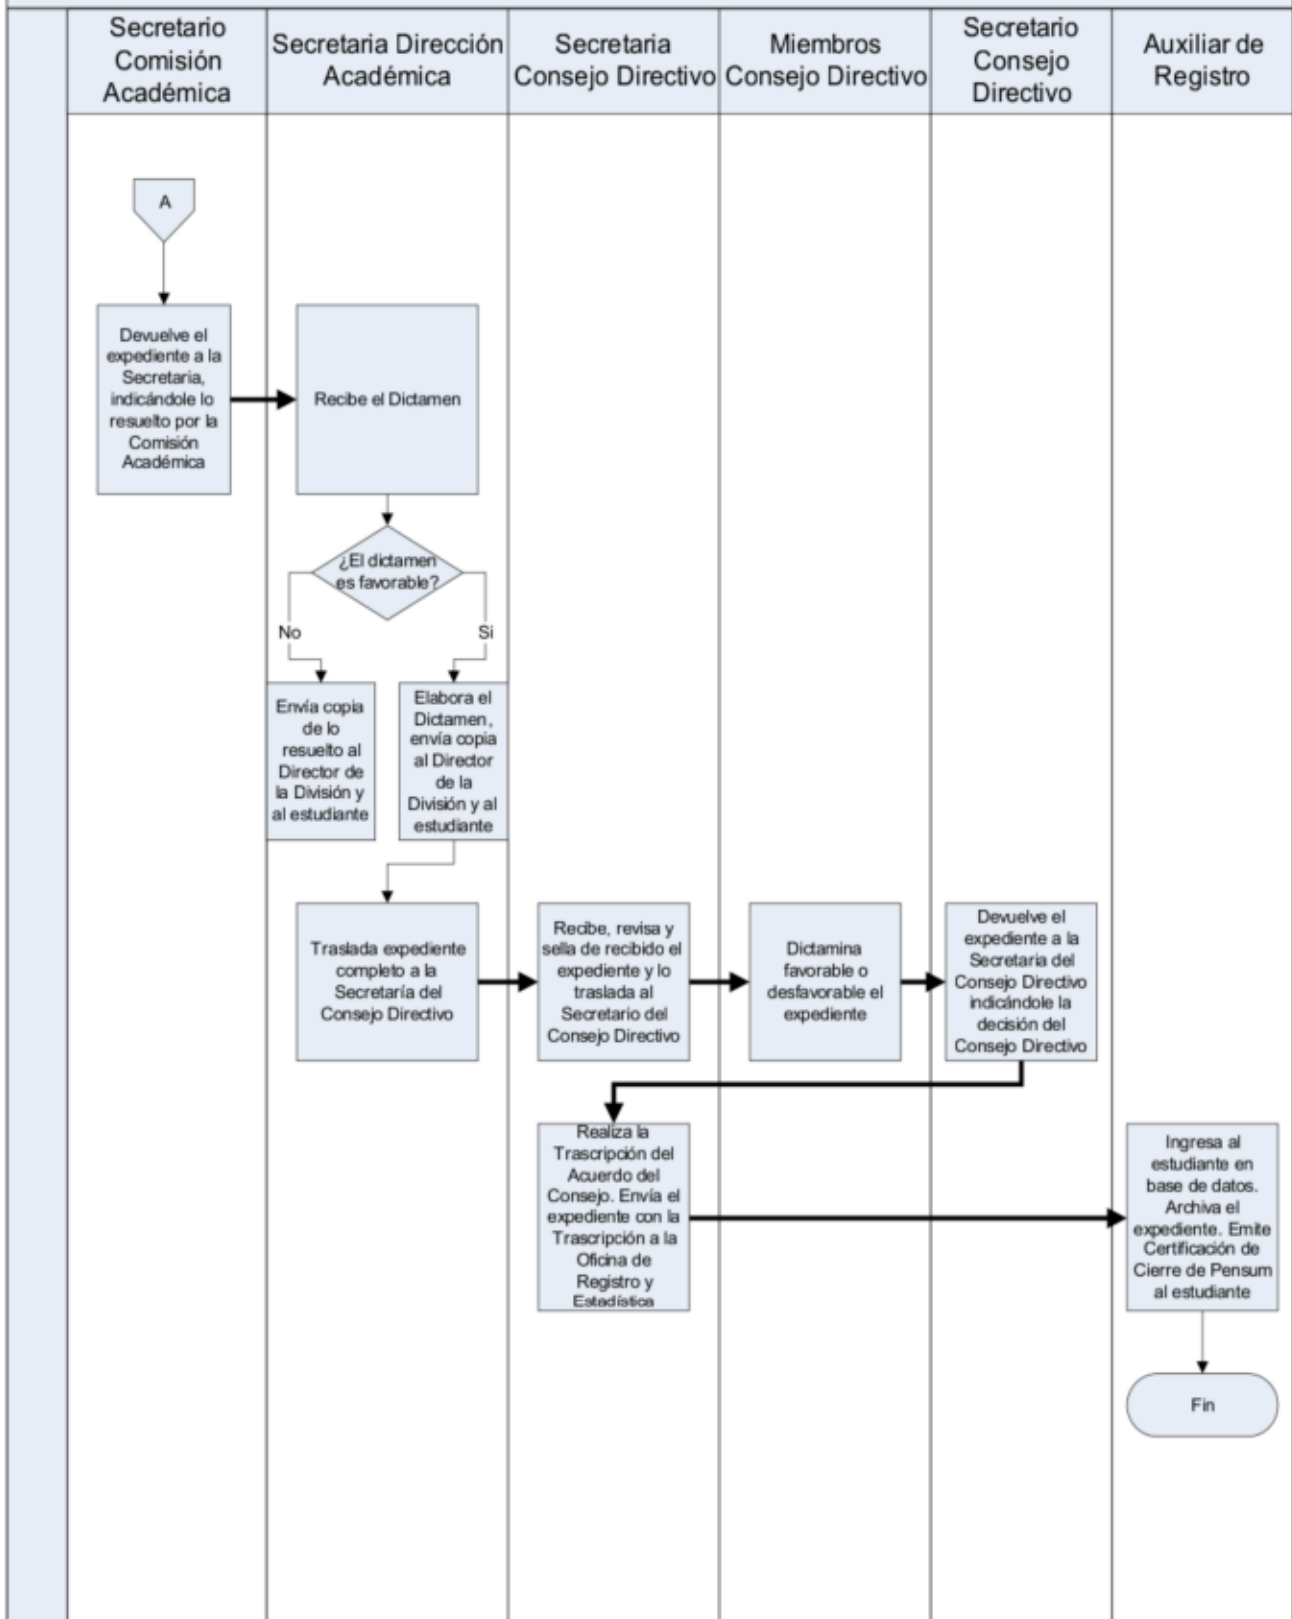 Secretario
Comisión
Académica
Secretaria Dirección
Académica
Secretaria
Consejo Directivo
Miembros
Consejo Directivo
Secretario
Consejo
Directivo
Auxiliar de
Registro
A
Devuelve el
expediente a la
Secretaria,
indicándole lo
resuelto por la
Comisión
Académica
Recibe el Dictamen
¿El dictamen
es favorable?
No
Si
Envía copia
de lo
resuelto al
Director de
la División y
al estudiante
Elabora el
Dictamen,
envía copia
al Director
de la
División y al
estudiante
Traslada expediente
completo a la
Secretaría del
Consejo Directivo
Recibe, revisa y
sella de recibido el
expediente y lo
traslada al
Secretario del
Consejo Directivo
Dictamina
favorable o
desfavorable el
expediente
Devuelve el
expediente a la
Secretaria del
Consejo Directivo
indicándole la
decisión del
Consejo Directivo
Realiza la
Trascripción del
Acuerdo del
Consejo. Envía el
expediente con la
Trascripción a la
Oficina de
Registro y
Estadística
Ingresa al
estudiante en
base de datos.
Archiva el
expediente. Emite
Certificación de
Cierre de Pensum
al estudiante
Fin